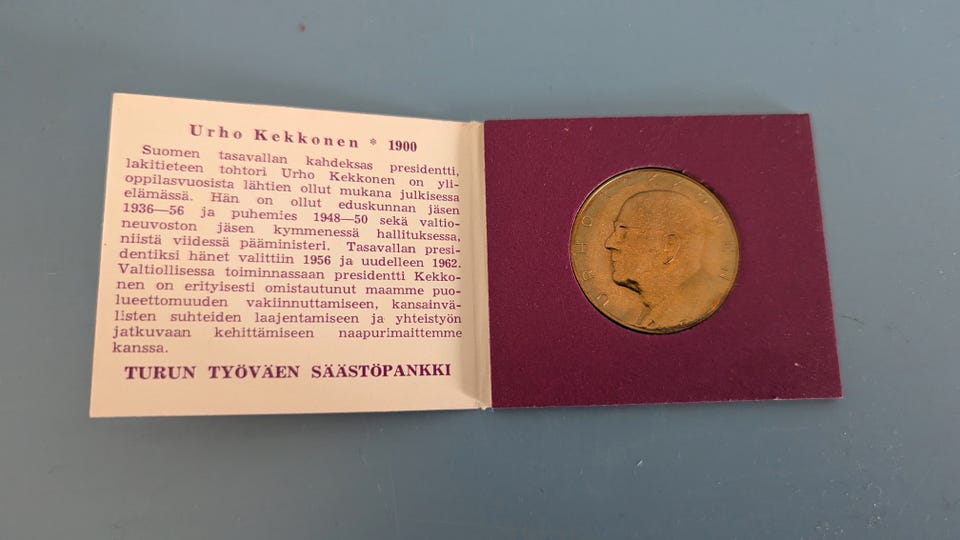 Urho Kekkonen * 1900
Suomen tasavallan kahdeksas presidentti,
lakitieteen tohtori Urho Kekkonen on yli-
oppilasvuosista lähtien ollut mukana julkisessa
elämässä. Hän on ollut eduskunnan jäsen
1936—56 ja puhemies 1948—50 sekä valtio-
neuvoston jäsen kymmenessä hallituksessa,
niistä viidessä pääministeri. Tasavallan presi-
dentiksi hänet valittiin 1956 ja uudelleen 1962.
Valtiollisessa toiminnassaan presidentti Kekko-
nen on erityisesti omistautunut maamme puo-
lueettomuuden vakiinnuttamiseen, kansainvä-
listen suhteiden laajentamiseen ja yhteistyön
jatkuvaan kehittämiseen naapurimaittemme
kanssa.
TURUN TYÖVÄEN SÄÄSTÖPANKKI
URHO KEKKONEN